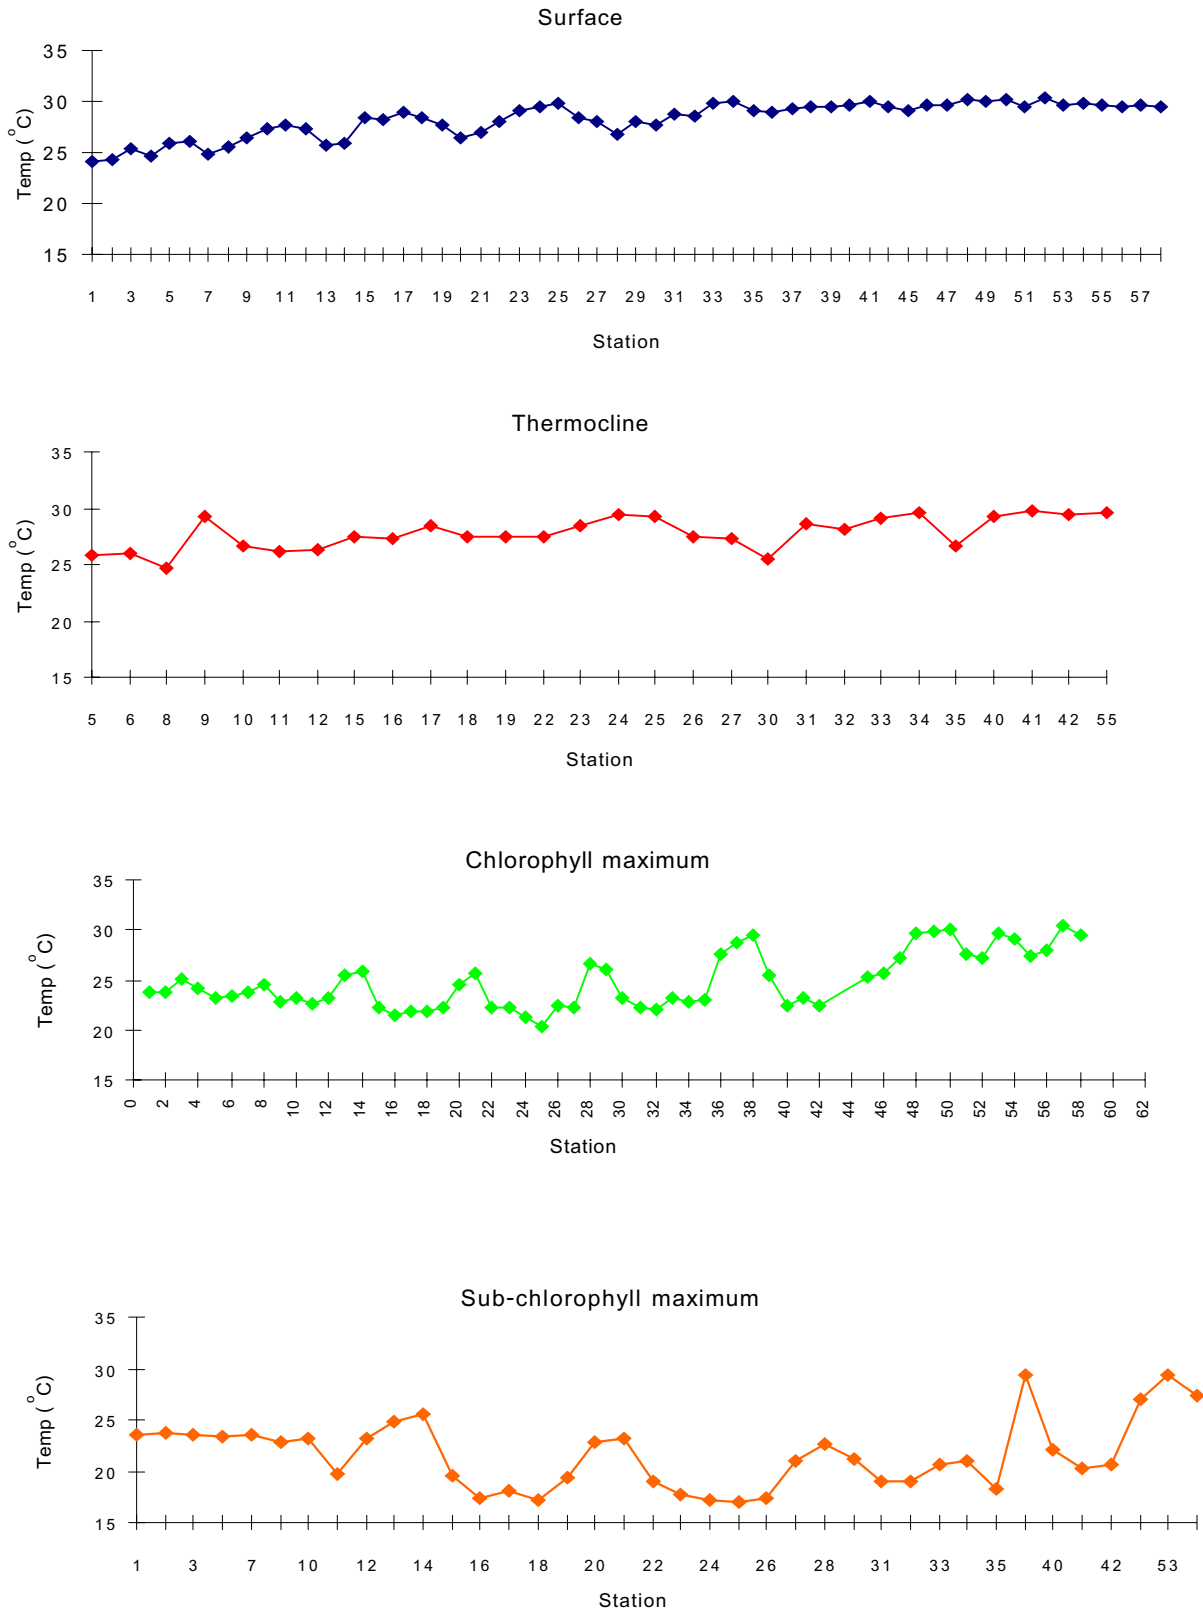 Surface
35
30
25
20
15
Temp (°C)
1 3 5 7 9 11 13 15 17 19 21 23 25 27 29 31 33 35 37 39 41 45 47 49 51 53 55 57
Station
Thermocline
35
30
25
20
15
Temp (°C)
5 6 8 9 10 11 12 15 16 17 18 19 22 23 24 25 26 27 30 31 32 33 34 35 40 41 42 55
Station
Chlorophyll maximum
35
30
25
20
15
Temp (°C)
0 2 4 6 8 10 12 14 16 18 20 22 24 26 28 30 32 34 36 38 40 42 44 46 48 50 52 54 56 58 60 62
Station
Sub-chlorophyll maximum
35
30
25
20
15
Temp (°C)
1 3 7 10 12 14 16 18 20 22 24 26 28 31 33 35 40 42 53
Station